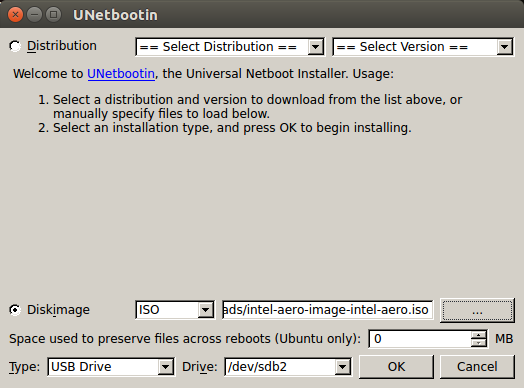 UNetbootin
Distribution == Select Distribution == == Select Version ==
Welcome to UNetbootin, the Universal Netboot Installer. Usage:
1. Select a distribution and version to download from the list above, or
manually specify files to load below.
2. Select an installation type, and press OK to begin installing.
Diskimage ISO ads/intel-aero-image-intel-aero.iso ...
Space used to preserve files across reboots (Ubuntu only): 0 MB
Type: USB Drive Drive: /dev/sdb2 OK Cancel